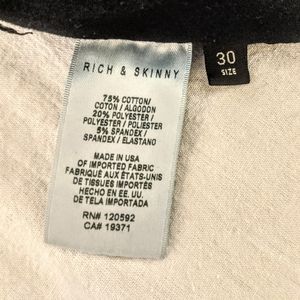 RICH & SKINNY
75% COTTON/
COTTON / ALGODON
20% POLYESTER /
POLYESTER / POLIESTER
5% SPANDEX /
SPANDEX / ELASTANO
MADE IN USA
OF IMPORTED FABRIC
FABRIQUÉ AUX ÉTATS-UNIS
DE TISSUES IMPORTÉS
HECHO EN EE. UU.
DE TELA IMPORTADA
RN# 120592
CA# 19371
30
SIZE